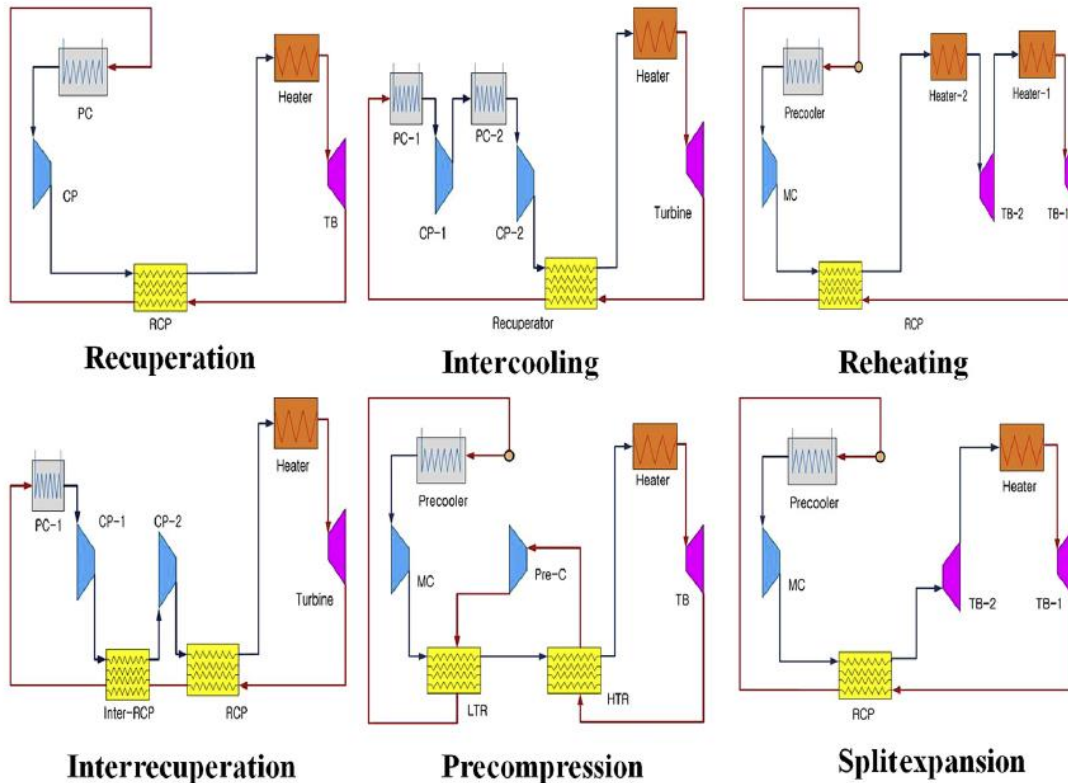 PC
Heater
CP
TB
RCP
Recuperation
Heater
PC-1
PC-2
CP-1
CP-2
Turbine
Recuperator
Intercooling
Precooler
Heater-2
Heater-1
MC
TB-2
TB-1
RCP
Reheating
Heater
PC-1
CP-1
CP-2
Turbine
Inter-RCP
RCP
Interrecuperation
Precooler
Heater
MC
Pre-C
TB
LTR
HTR
Precompression
Precooler
Heater
MC
TB-2
TB-1
RCP
Splitexpansion